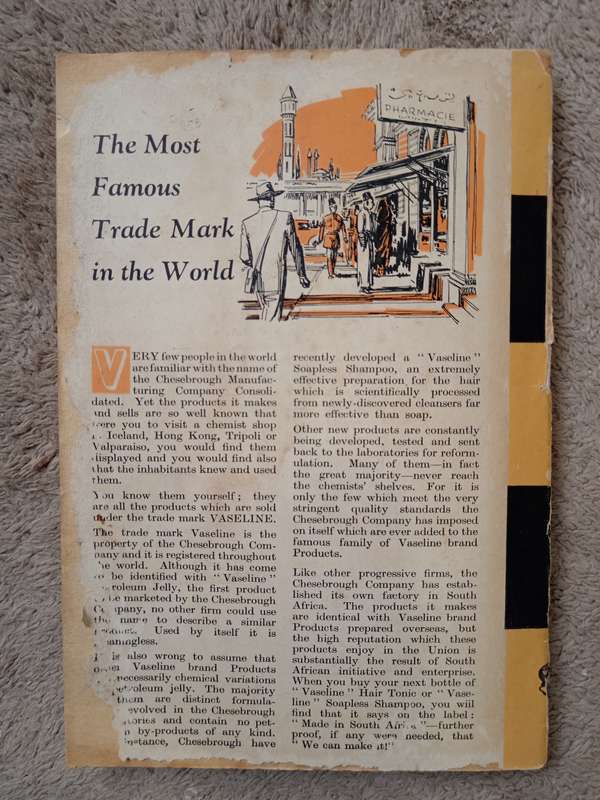 PHARMACIE
The Most
Famous
Trade Mark
in the World
VERY few people in the world
are familiar with the name of
the Chesebrough Manufac-
turing Company Consoli-
dated. Yet the products it makes
and sells are so well known that
were you to visit a chemist shop
Iceland, Hong Kong, Tripoli or
Valparaiso, you would find them
displayed and you would find also
that the inhabitants knew and used
them.
You know them yourself; they
are all the products which are sold
under the trade mark VASELINE.
The trade mark Vaseline is the
property of the Chesebrough Com-
pany and it is registered throughout
the world. Although it has come
to be identified with "Vaseline"
Petroleum Jelly, the first product
marketed by the Chesebrough
Company, no other firm could use
the name to describe a similar
Used by itself it is
meaningless.
is also wrong to assume that
Vaseline brand Products
necessarily chemical variations
petroleum jelly. The majority
them are distinct formula-
evolved in the Chesebrough
and contain no pet-
by-products of any kind.
Chesebrough have
recently developed a "Vaseline"
Soapless Shampoo, an extremely
effective preparation for the hair
which is scientifically processed
from newly-discovered cleansers far
more effective than soap.
Other new products are constantly
being developed, tested and sent
back to the laboratories for reform-
ulation. Many of them—in fact
the great majority—never reach
the chemists' shelves. For it is
only the few which meet the very
stringent quality standards the
Chesebrough Company has imposed
on itself which are ever added to the
famous family of Vaseline brand
Products.
Like other progressive firms, the
Chesebrough Company has estab-
lished its own factory in South
Africa. The products it makes
are identical with Vaseline brand
Products prepared overseas, but
the high reputation which these
products enjoy in the Union is
substantially the result of South
African initiative and enterprise.
When you buy your next bottle of
"Vaseline" Hair Tonic or "Vase-
line" Soapless Shampoo, you will
find that it says on the label:
"Made in South Africa"—further
proof, if any were needed, that
"We can make it!"